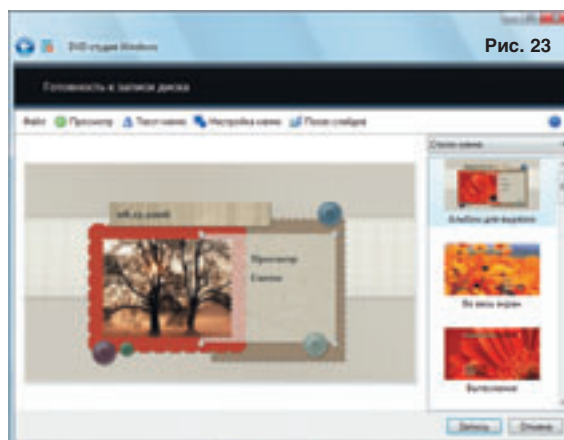 Рис. 23
DVD-студия Windows
Готовность к записи диска
Файл Просмотр Текст меню Настройка меню Показ слайдов
Стили меню
Просмотр
Сцены
Альбом для вырезок
Во весь экран
Вытеснение
Запись Отмена